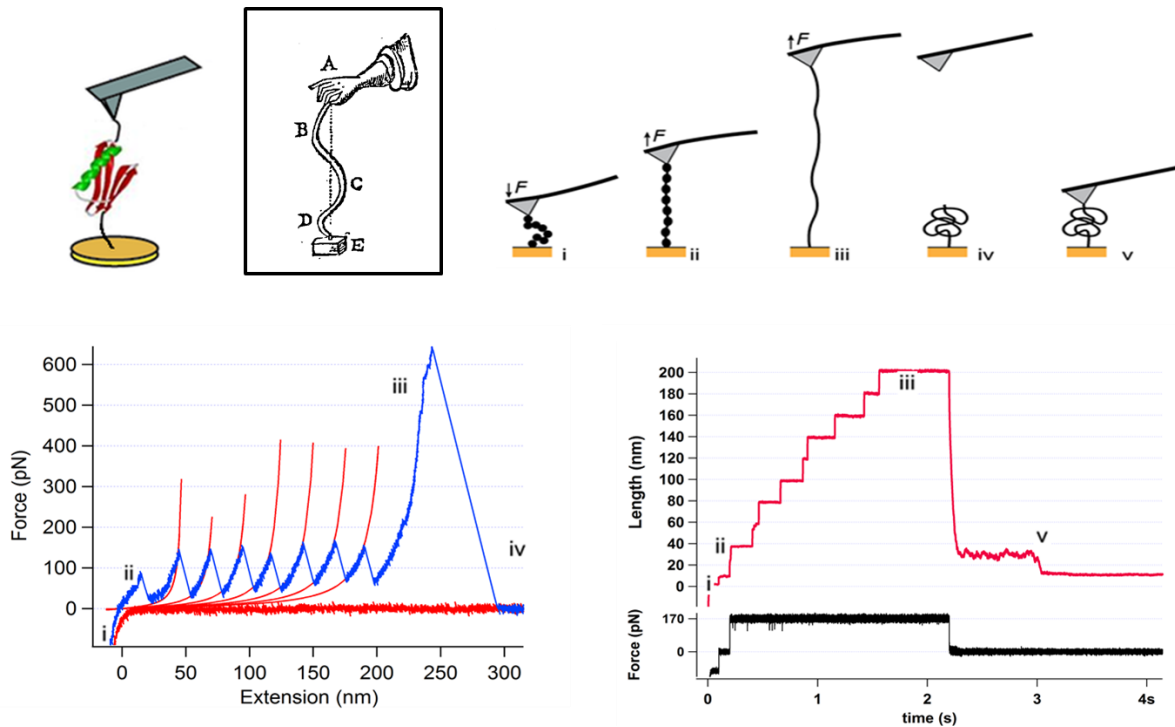 A
B
C
D
E
↓F
i
↑F
ii
↑F
iii
iv
v
600
500
400
300
200
100
0
Force (pN)
i
ii
iii
iv
0 50 100 150 200 250 300
Extension (nm)
200
180
160
140
120
100
80
60
40
20
0
Length (nm)
i
ii
iii
v
170
0
Force (pN)
0 1 2 3 4s
time (s)